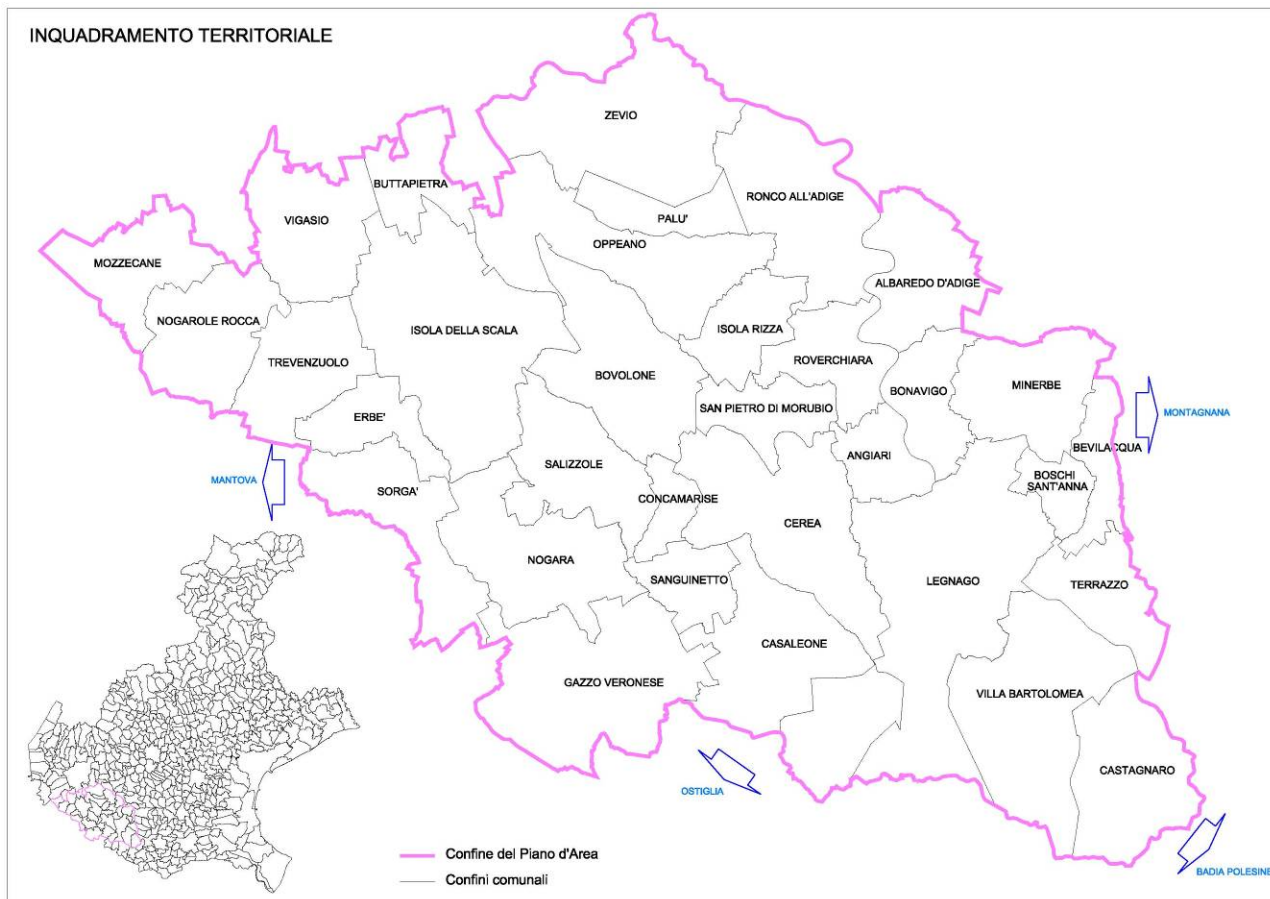 INQUADRAMENTO TERRITORIALE
ZEVIO
BUTTAPIETRA
VIGASIO
RONCO ALL'ADIGE
PALU'
OPPEANO
MOZZECANE
ALBAREDO D'ADIGE
NOGAROLE ROCCA
ISOLA DELLA SCALA
ISOLA RIZZA
TREVENZUOLO
ROVERCHIARA
BOVOLONE
MINERBE
BONAVIGO
SAN PIETRO DI MORUBIO
ERBE'
MONTAGNANA
BEVILACQUA
ANGIARI
SALIZZOLE
BOSCHI
SANT'ANNA
MANTOVA
SORGA'
CONCAMARISE
CEREA
NOGARA
SANGUINETTO
LEGNAGO
TERRAZZO
CASALEONE
GAZZO VERONESE
VILLA BARTOLOMEA
CASTAGNARO
OSTIGLIA
Confine del Piano d'Area
Confini comunali
BADIA POLESINE